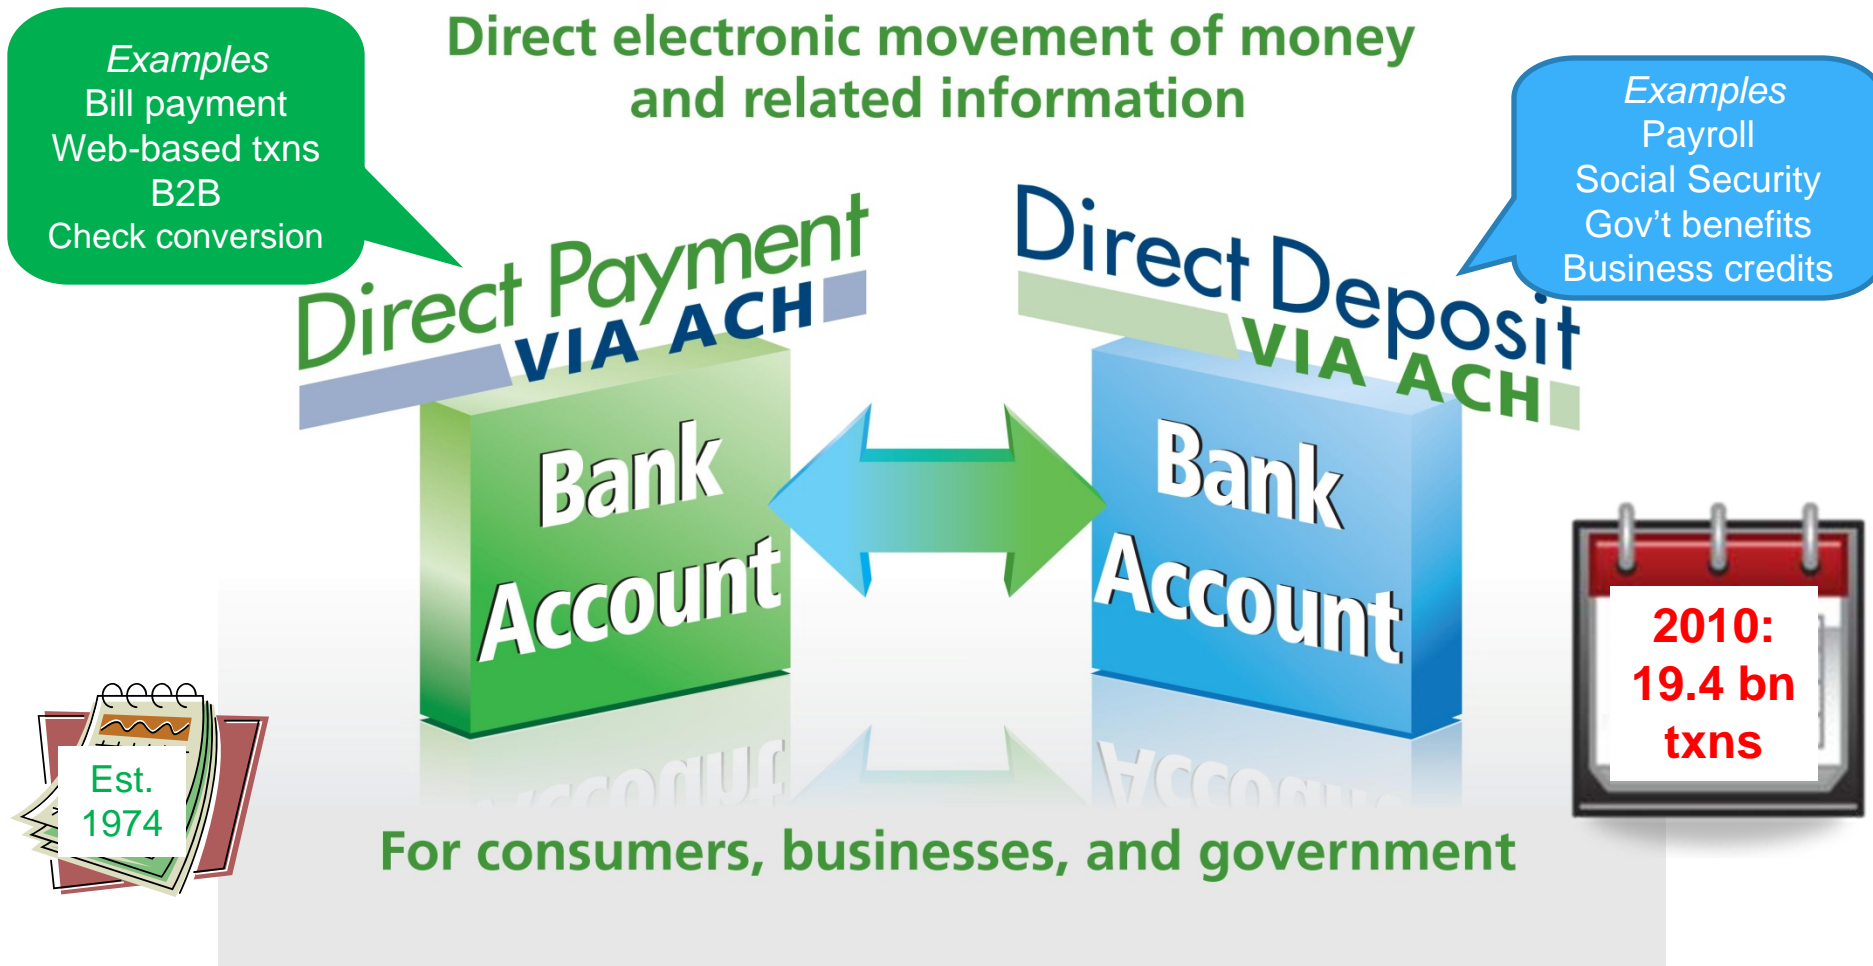 Direct electronic movement of money
and related information
Examples
Bill payment
Web-based txns
B2B
Check conversion
Examples
Payroll
Social Security
Gov't benefits
Business credits
Direct Payment
VIA ACH
Direct Deposit
VIA ACH
Bank
Account
Bank
Account
2010:
19.4 bn
txns
Est.
1974
For consumers, businesses, and government